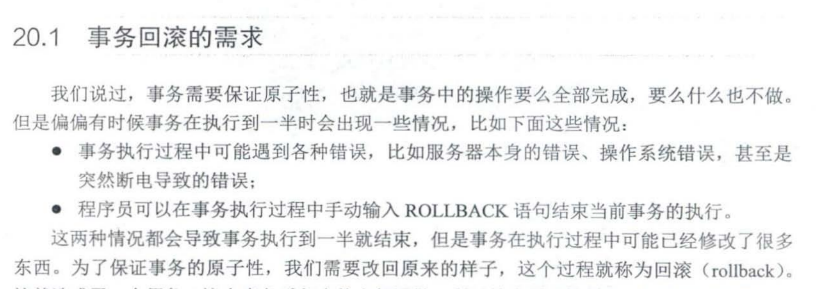 20.1 事务回滚的需求
我们说过，事务需要保证原子性，也就是事务中的操作要么全部完成，要么什么也不做。
但是偏偏有时候事务在执行到一半时会出现一些情况，比如下面这些情况：
● 事务执行过程中可能遇到各种错误，比如服务器本身的错误、操作系统错误，甚至是
突然断电导致的错误；
● 程序员可以在事务执行过程中手动输入 ROLLBACK 语句结束当前事务的执行。
这两种情况都会导致事务执行到一半就结束，但是事务在执行过程中可能已经修改了很多
东西。为了保证事务的原子性，我们需要改回原来的样子，这个过程就称为回滚（rollback）。